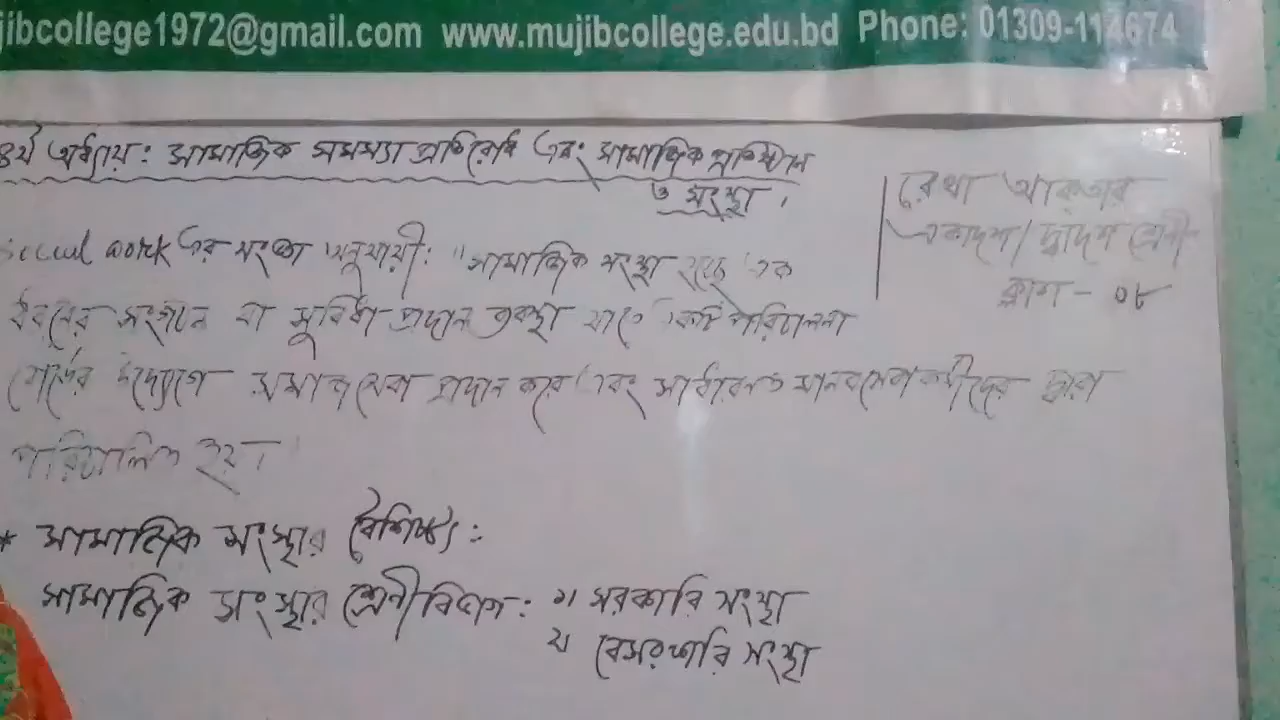 jibcollege1972@gmail.com www.mujibcollege.edu.bd Phone: 01309-114674
৪র্থ অধ্যায়: সামাজিক সমস্যা প্রতিরোধ এবং সামাজিক প্রতিষ্ঠান
ও সংস্থা।
রেখা আক্তার
একাদশ/দ্বাদশ শ্রেণী
ক্লাশ - ০৮
work এর সংজ্ঞা অনুযায়ী: "সামাজিক সংস্থা হচ্ছে এক
ধরনের সংগঠন বা সুবিধা প্রদান ব্যবস্থা যাতে একটি পরিচালনা
বোর্ডের উদ্যোগে সমাজসেবা প্রদান করে এবং সাধারণত মানবসেবা কর্মীদের দ্বারা
পরিচালিত হয়।
* সামাজিক সংস্থার বৈশিষ্ট্য:
সামাজিক সংস্থার শ্রেণীবিভাগ: ১। সরকারি সংস্থা
২। বেসরকারি সংস্থা